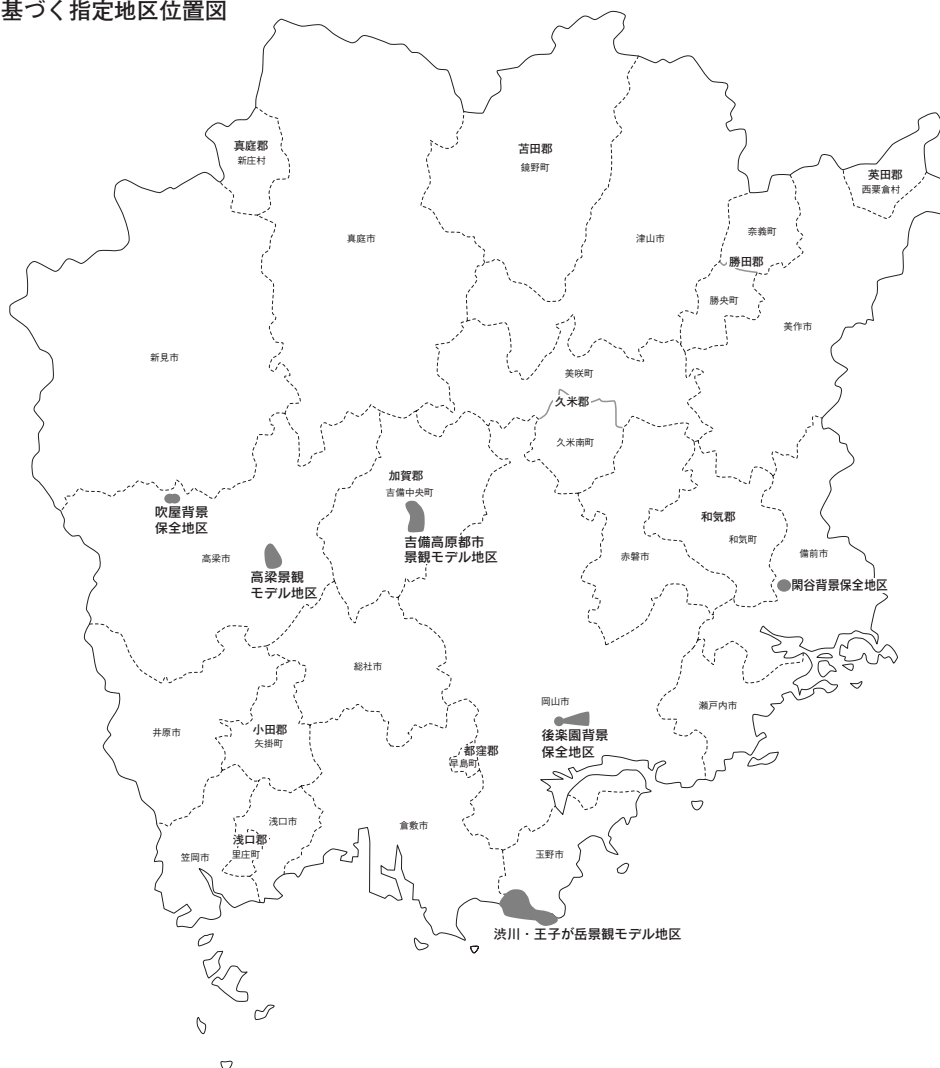 基づく指定地区位置図
真庭郡
新庄村
苫田郡
鏡野町
英田郡
西粟倉村
真庭市
津山市
奈義町
勝田郡
勝央町
美作市
新見市
美咲町
久米郡
久米南町
加賀郡
吉備中央町
吹屋背景
保全地区
吉備高原都市
景観モデル地区
和気郡
和気町
高梁市
赤磐市
備前市
高梁景観
モデル地区
閑谷背景保全地区
総社市
岡山市
瀬戸内市
井原市
小田郡
矢掛町
後楽園背景
保全地区
都窪郡
早島町
浅口市
倉敷市
浅口郡
里庄町
笠岡市
玉野市
渋川・王子が岳景観モデル地区